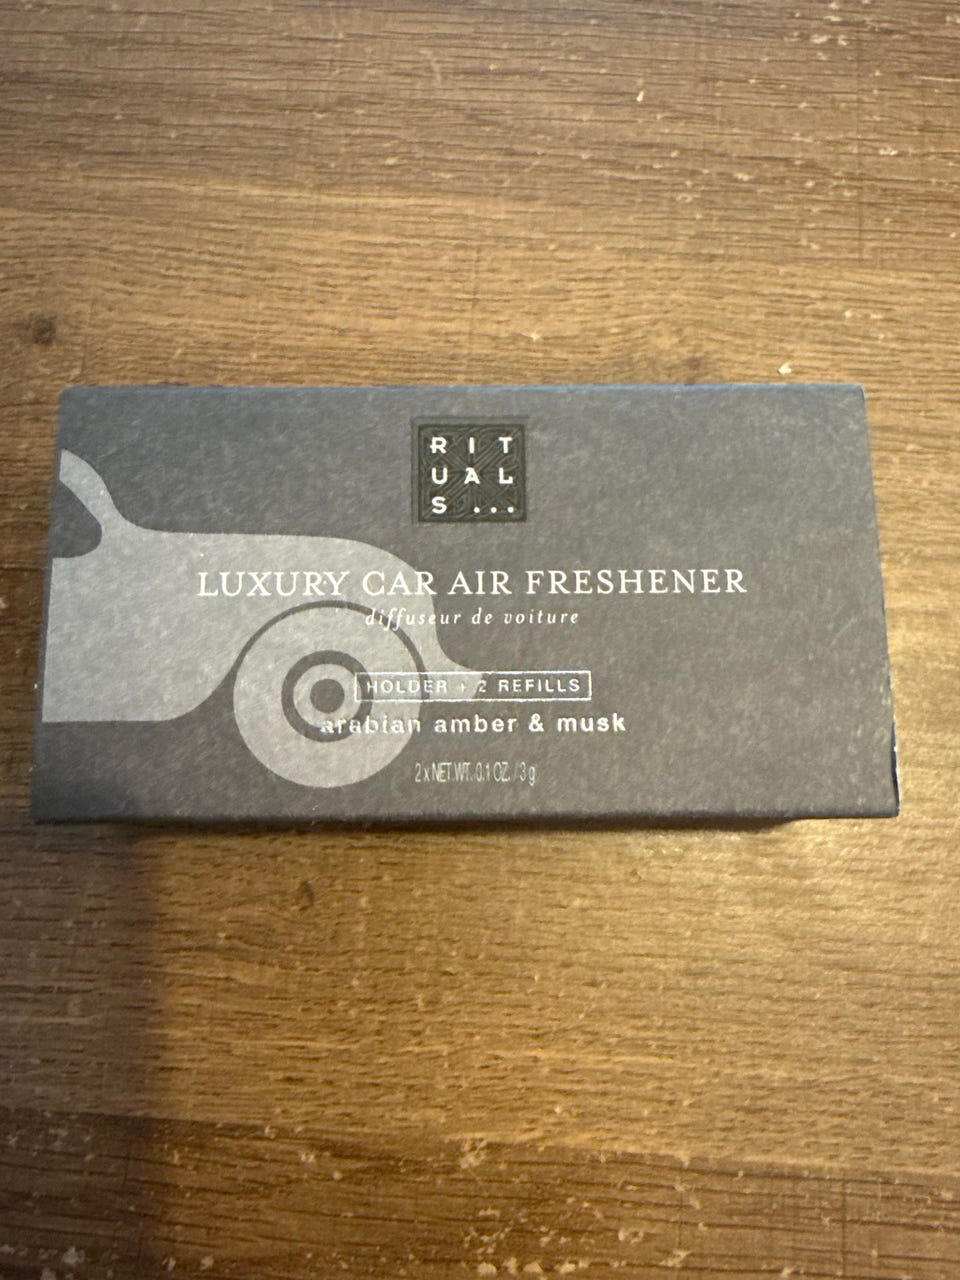 RIT
UAL
S...
LUXURY CAR AIR FRESHENER
diffuseur de voiture
HOLDER + 2 REFILLS
arabian amber & musk
2 x NET.WT. 0.1 OZ. / 3 g